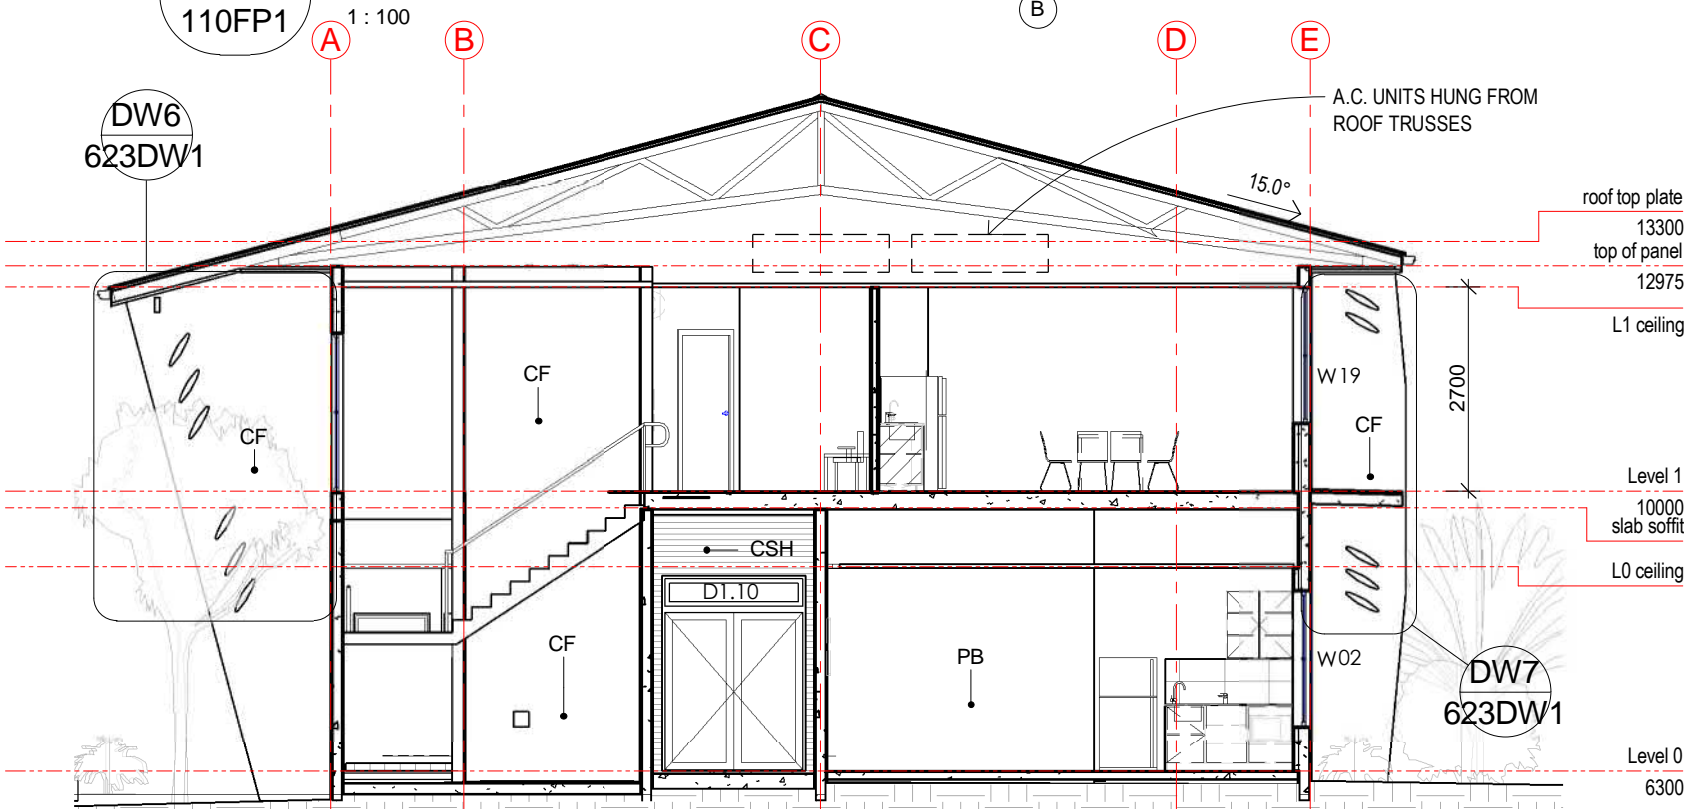 110FP1
1 : 100
B
A
B
C
D
E
DW6
623DW1
A.C. UNITS HUNG FROM
ROOF TRUSSES
15.0°
roof top plate
13300
top of panel
12975
L1 ceiling
2700
W19
CF
CF
CF
Level 1
10000
slab soffit
L0 ceiling
CSH
D1.10
CF
PB
W02
DW7
623DW1
Level 0
6300